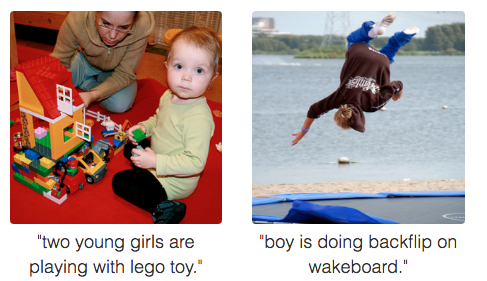 "two young girls are
playing with lego toy."
"boy is doing backflip on
wakeboard."